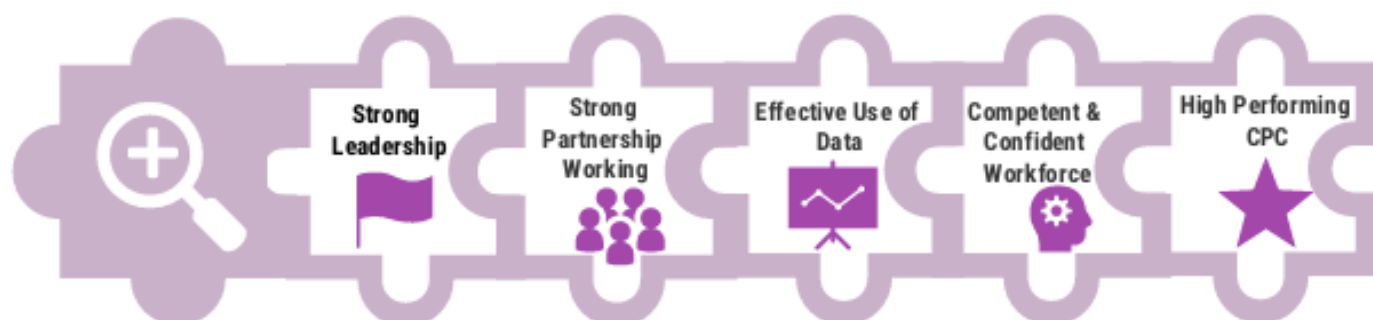 Strong
Leadership
Strong
Partnership
Working
Effective Use of
Data
Competent &
Confident
Workforce
High Performing
CPC